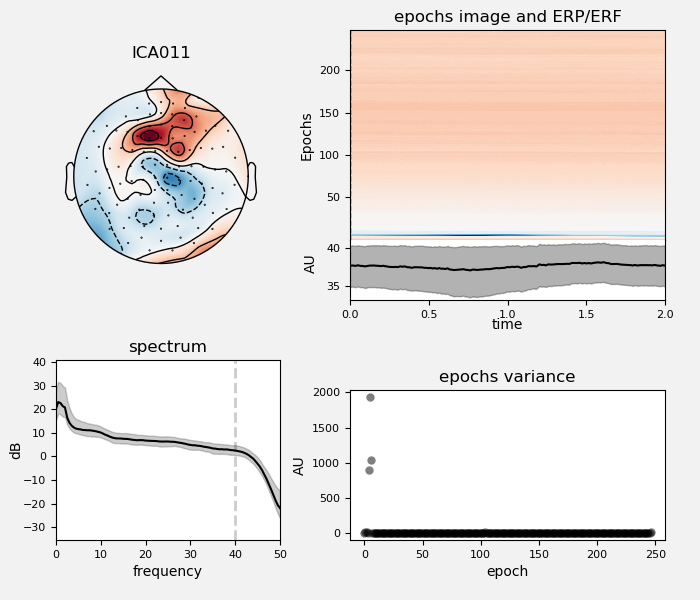 ICA011
epochs image and ERP/ERF
Epochs
200
150
100
50
AU
40
35
0.0 0.5 1.0 1.5 2.0
time
spectrum
dB
40
30
20
10
0
−10
−20
−30
0 10 20 30 40 50
frequency
epochs variance
AU
2000
1500
1000
500
0
0 50 100 150 200 250
epoch